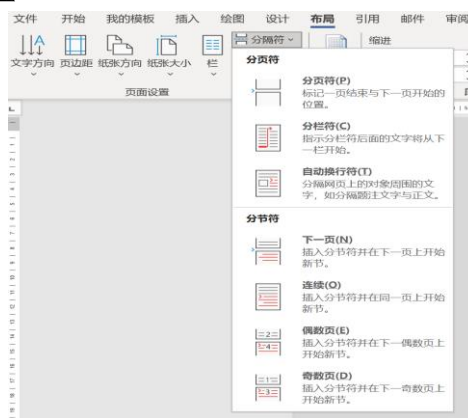 文件 开始 我的模板 插入 绘图 设计 布局 引用 邮件 审阅
分隔符 缩进
文字方向 页边距 纸张方向 纸张大小 栏
页面设置
分页符
分页符(P)
标记一页结束与下一页开始的
位置。
分栏符(C)
指示分栏符后面的文字将从下
一栏开始。
自动换行符(T)
分隔网页上的对象周围的文
字，如分隔题注文字与正文。
分节符
下一页(N)
插入分节符并在下一页上开始
新节。
连续(O)
插入分节符并在同一页上开始
新节。
偶数页(E)
插入分节符并在下一偶数页上
开始新节。
奇数页(D)
插入分节符并在下一奇数页上
开始新节。